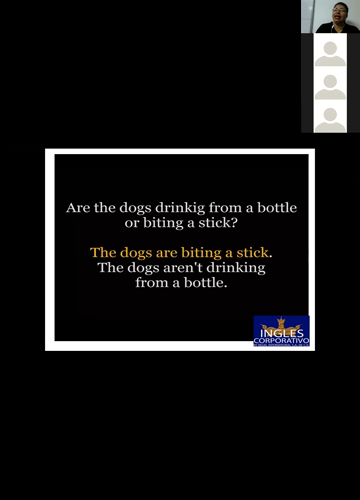 Are the dogs drinkig from a bottle
or biting a stick?
The dogs are biting a stick.
The dogs aren't drinking
from a bottle.
INGLES
CORPORATIVO